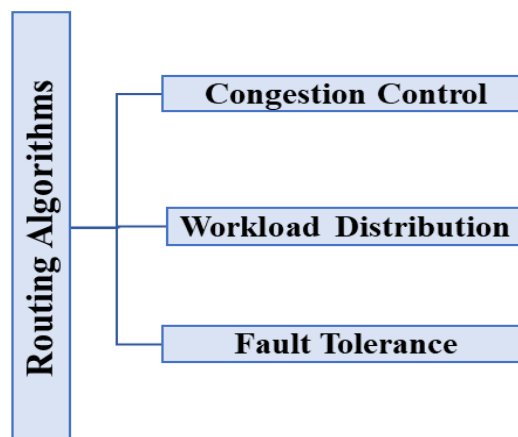 Routing Algorithms
Congestion Control
Workload Distribution
Fault Tolerance